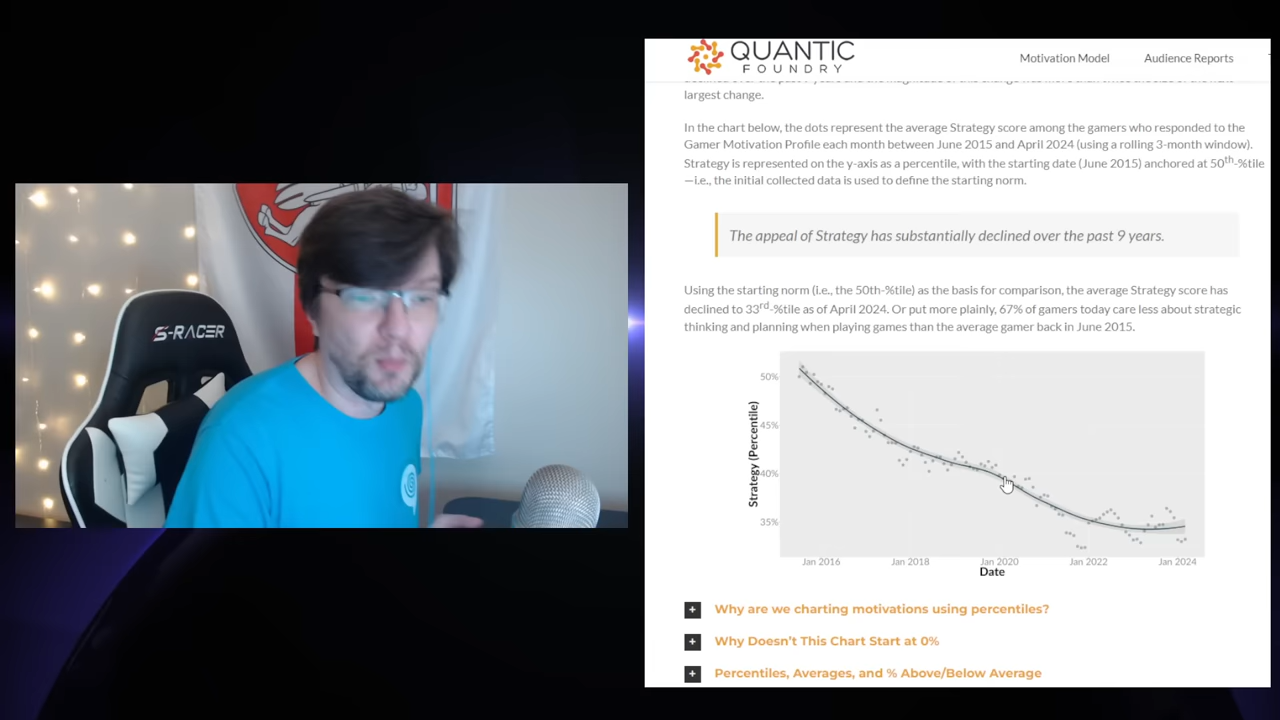 S-RACER
QUANTIC
FOUNDRY
Motivation Model
Audience Reports
largest change.
In the chart below, the dots represent the average Strategy score among the gamers who responded to the
Gamer Motivation Profile each month between June 2015 and April 2024 (using a rolling 3-month window).
Strategy is represented on the y-axis as a percentile, with the starting date (June 2015) anchored at 50th-%tile
—i.e., the initial collected data is used to define the starting norm.
The appeal of Strategy has substantially declined over the past 9 years.
Using the starting norm (i.e., the 50th-%tile) as the basis for comparison, the average Strategy score has
declined to 33rd-%tile as of April 2024. Or put more plainly, 67% of gamers today care less about strategic
thinking and planning when playing games than the average gamer back in June 2015.
50%
45%
40%
35%
Strategy (Percentile)
Jan 2016
Jan 2018
Jan 2020
Jan 2022
Jan 2024
Date
+ Why are we charting motivations using percentiles?
+ Why Doesn't This Chart Start at 0%
+ Percentiles, Averages, and % Above/Below Average